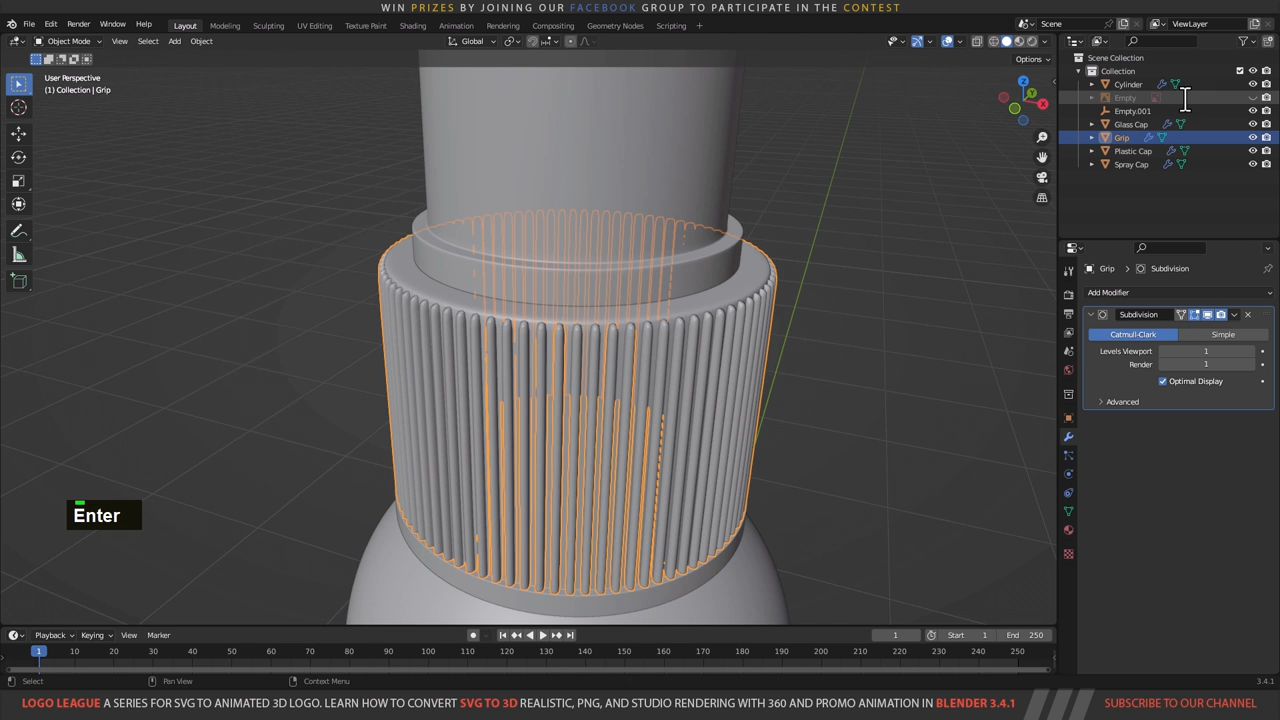 WIN PRIZES BY JOINING OUR FACEBOOK GROUP TO PARTICIPATE IN THE CONTEST
File Edit Render Window Help Layout Modeling Sculpting UV Editing Texture Paint Shading Animation Rendering Compositing Geometry Nodes Scripting + Scene ViewLayer
Object Mode View Select Add Object Global
Options
User Perspective
(1) Collection | Grip
Z
Y
X
Scene Collection
Collection
Cylinder
Empty
Empty.001
Glass Cap
Grip
Plastic Cap
Spray Cap
Grip > Subdivision
Add Modifier
Subdivision
Catmull-Clark Simple
Levels Viewport 1
Render 1
Optimal Display
Advanced
Enter
Playback Keying View Marker 1 Start 1 End 250
1 10 20 30 40 50 60 70 80 90 100 110 120 130 140 150 160 170 180 190 200 210 220 230 240 250
Select Pan View Context Menu 3.4.1
LOGO LEAGUE A SERIES FOR SVG TO ANIMATED 3D LOGO. LEARN HOW TO CONVERT SVG TO 3D REALISTIC, PNG, AND STUDIO RENDERING WITH 360 AND PROMO ANIMATION IN BLENDER 3.4.1 SUBSCRIBE TO OUR CHANNEL